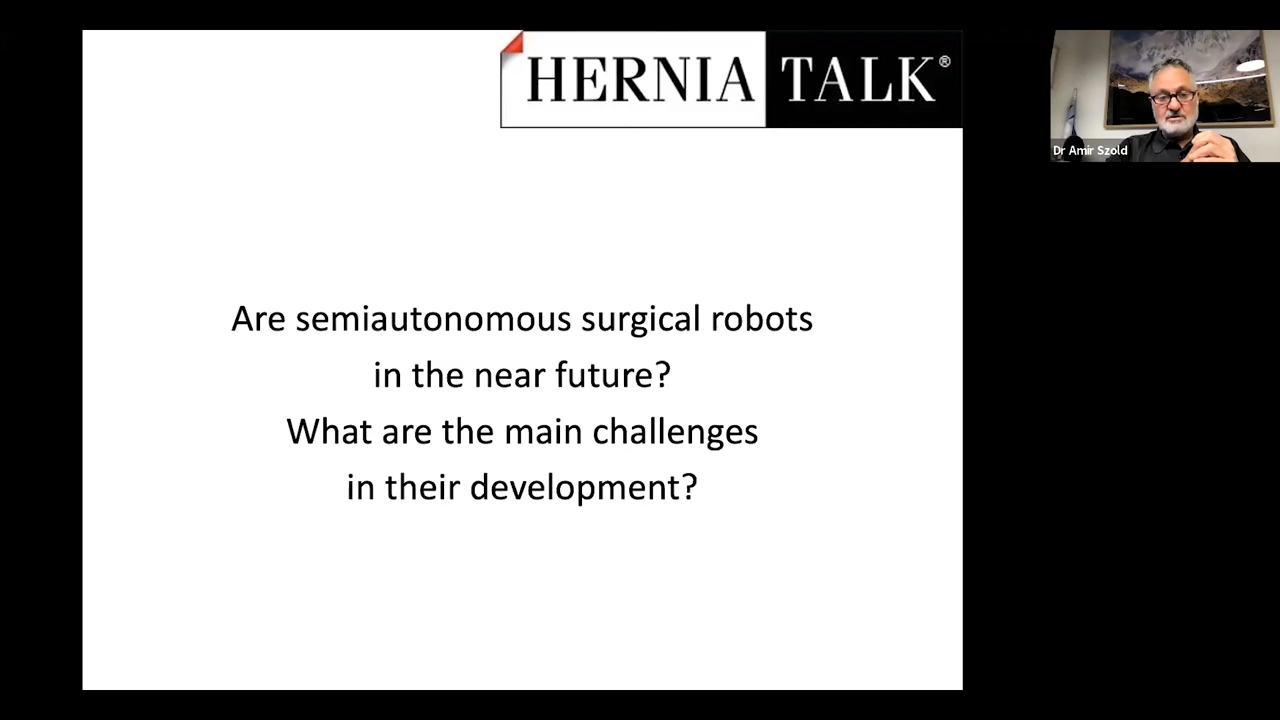 HERNIA TALK®
Dr Amir Szold
Are semiautonomous surgical robots
in the near future?
What are the main challenges
in their development?